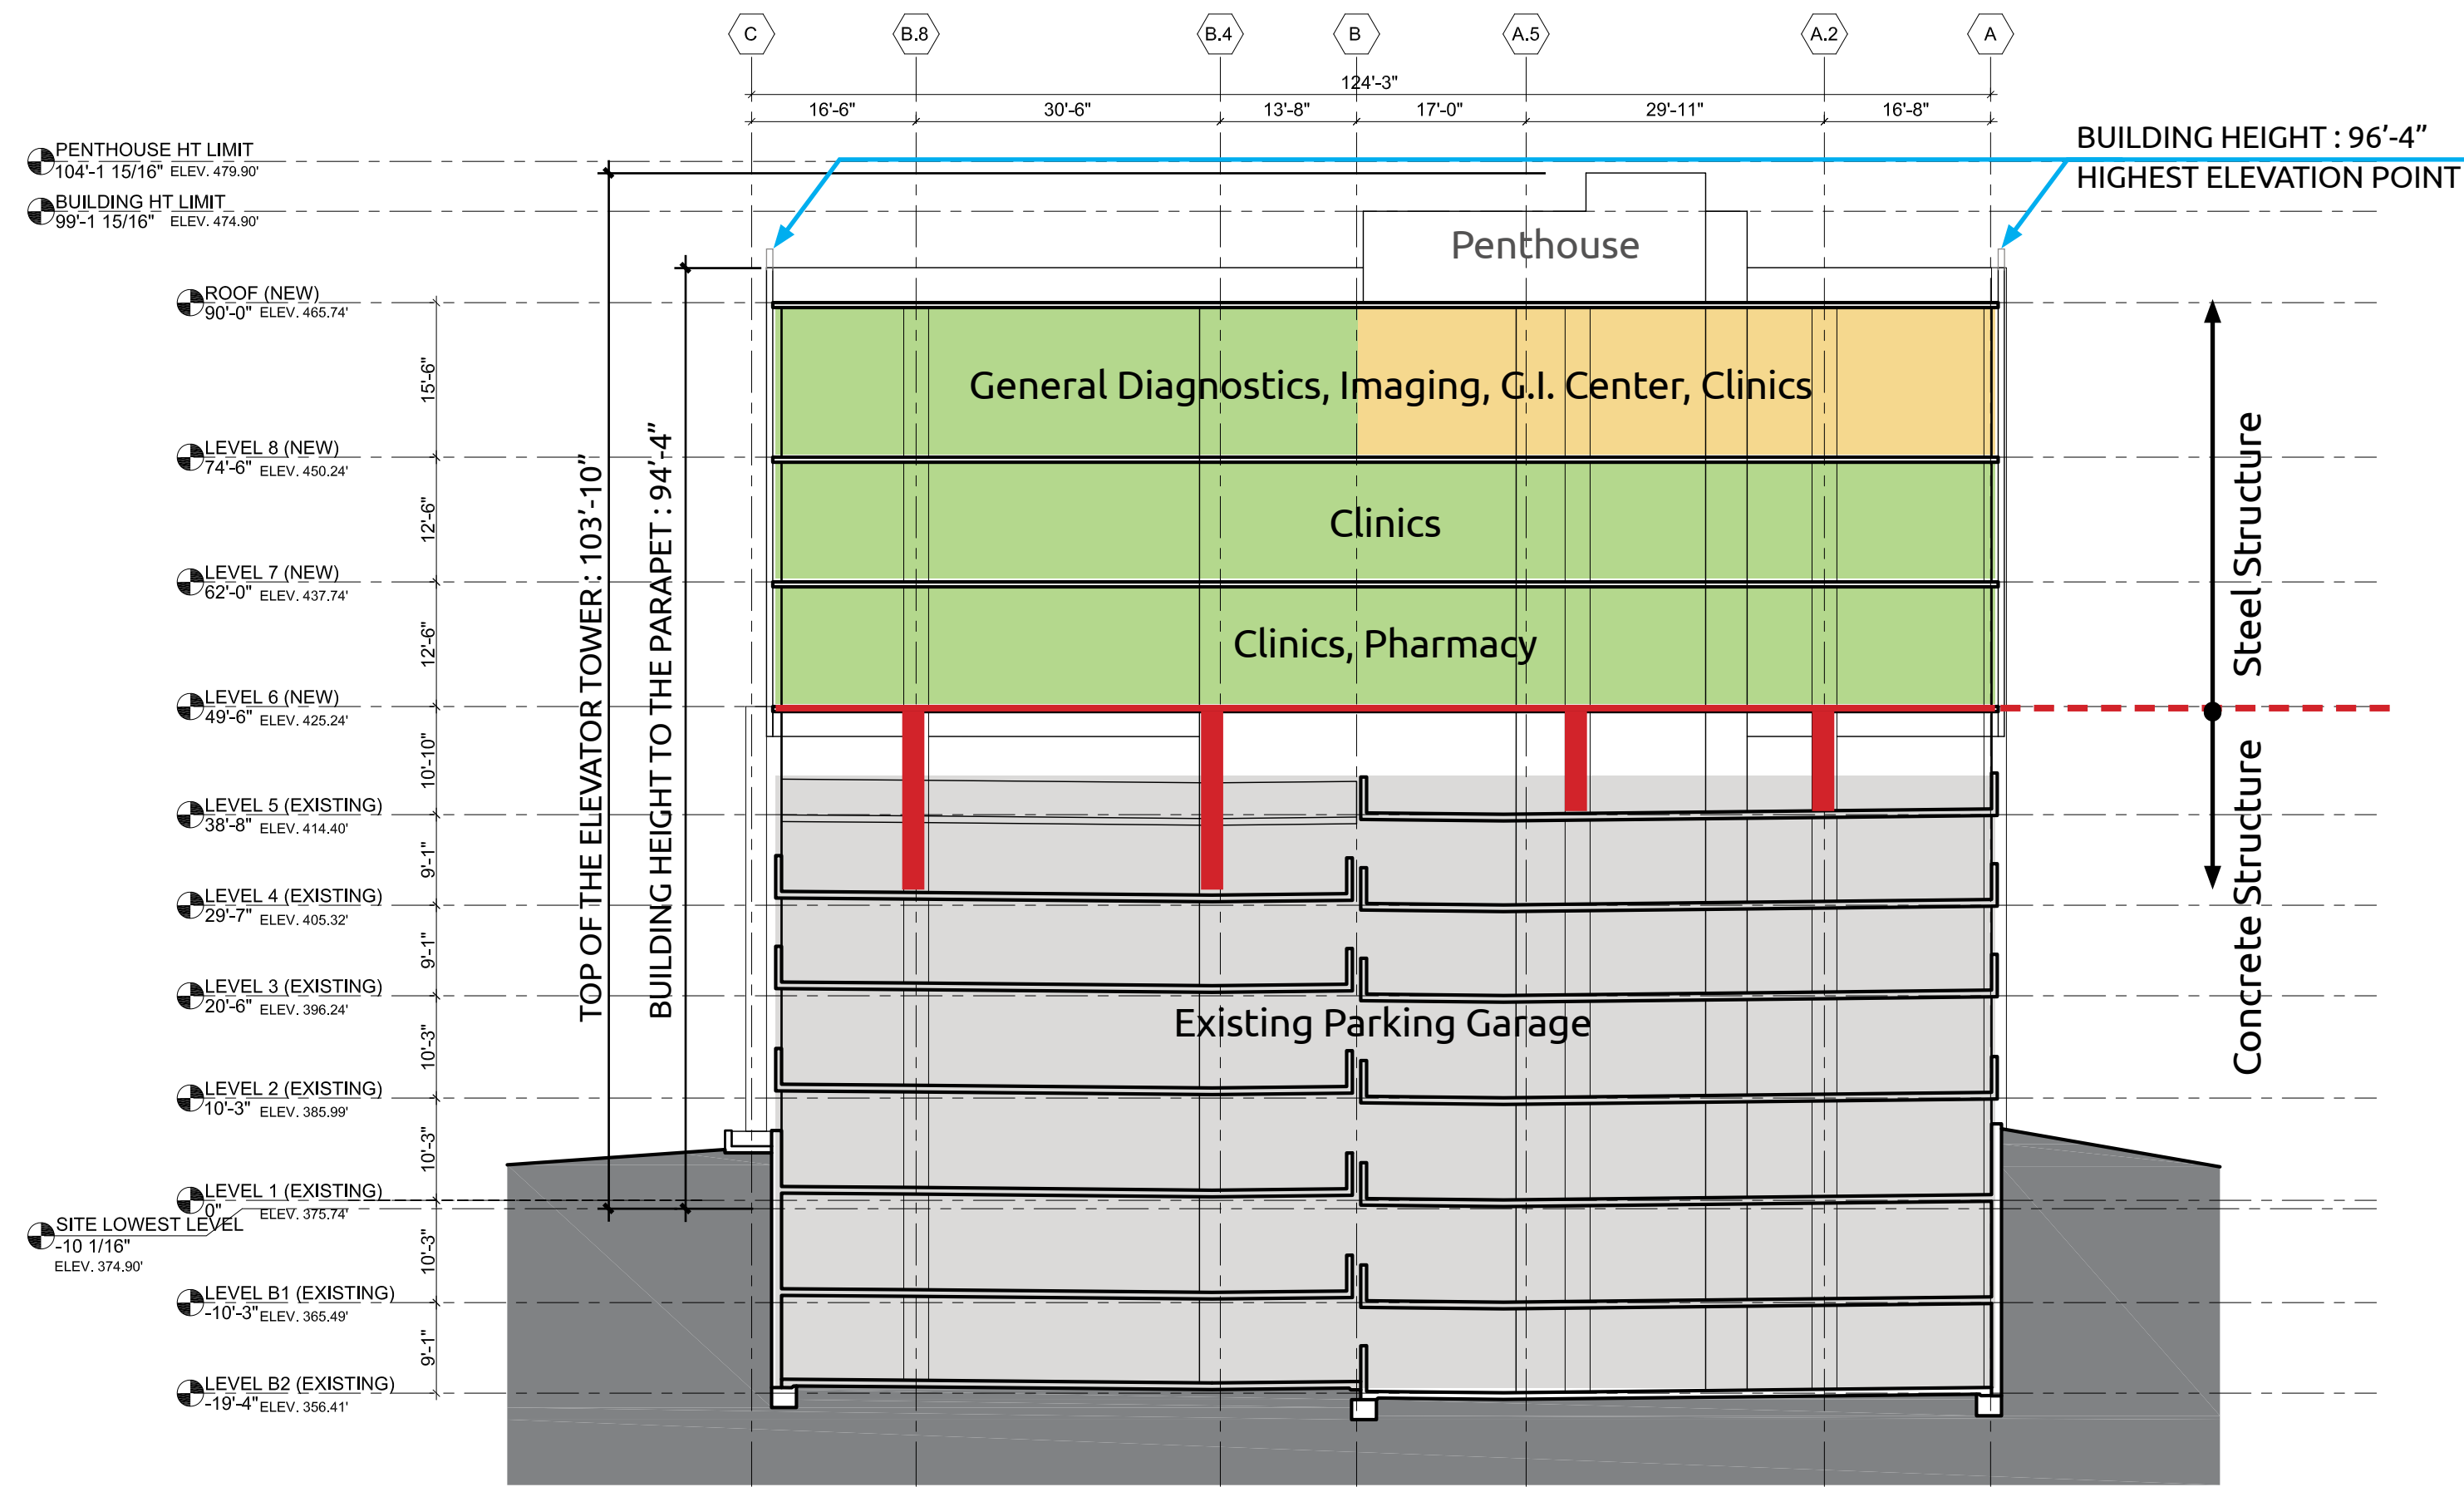 C
B.8
B.4
B
A.5
A.2
A
124'-3"
16'-6"
30'-6"
13'-8"
17'-0"
29'-11"
16'-8"
BUILDING HEIGHT : 96’-4”
HIGHEST ELEVATION POINT
PENTHOUSE HT LIMIT
104'-1 15/16" ELEV. 479.90'
BUILDING HT LIMIT
99'-1 15/16" ELEV. 474.90'
Penthouse
ROOF (NEW)
90'-0" ELEV. 465.74'
15'-6"
General Diagnostics, Imaging, G.I. Center, Clinics
LEVEL 8 (NEW)
74'-6" ELEV. 450.24'
12'-6"
Clinics
LEVEL 7 (NEW)
62'-0" ELEV. 437.74'
12'-6"
Clinics, Pharmacy
LEVEL 6 (NEW)
49'-6" ELEV. 425.24'
10'-10"
LEVEL 5 (EXISTING)
38'-8" ELEV. 414.40'
9'-1"
LEVEL 4 (EXISTING)
29'-7" ELEV. 405.32'
9'-1"
LEVEL 3 (EXISTING)
20'-6" ELEV. 396.24'
10'-3"
Existing Parking Garage
LEVEL 2 (EXISTING)
10'-3" ELEV. 385.99'
10'-3"
LEVEL 1 (EXISTING)
0" ELEV. 375.74'
SITE LOWEST LEVEL
-10 1/16"
ELEV. 374.90'
10'-3"
LEVEL B1 (EXISTING)
-10'-3" ELEV. 365.49'
9'-1"
LEVEL B2 (EXISTING)
-19'-4" ELEV. 356.41'
TOP OF THE ELEVATOR TOWER : 103’-10”
BUILDING HEIGHT TO THE PARAPET : 94’-4”
Steel Structure
Concrete Structure